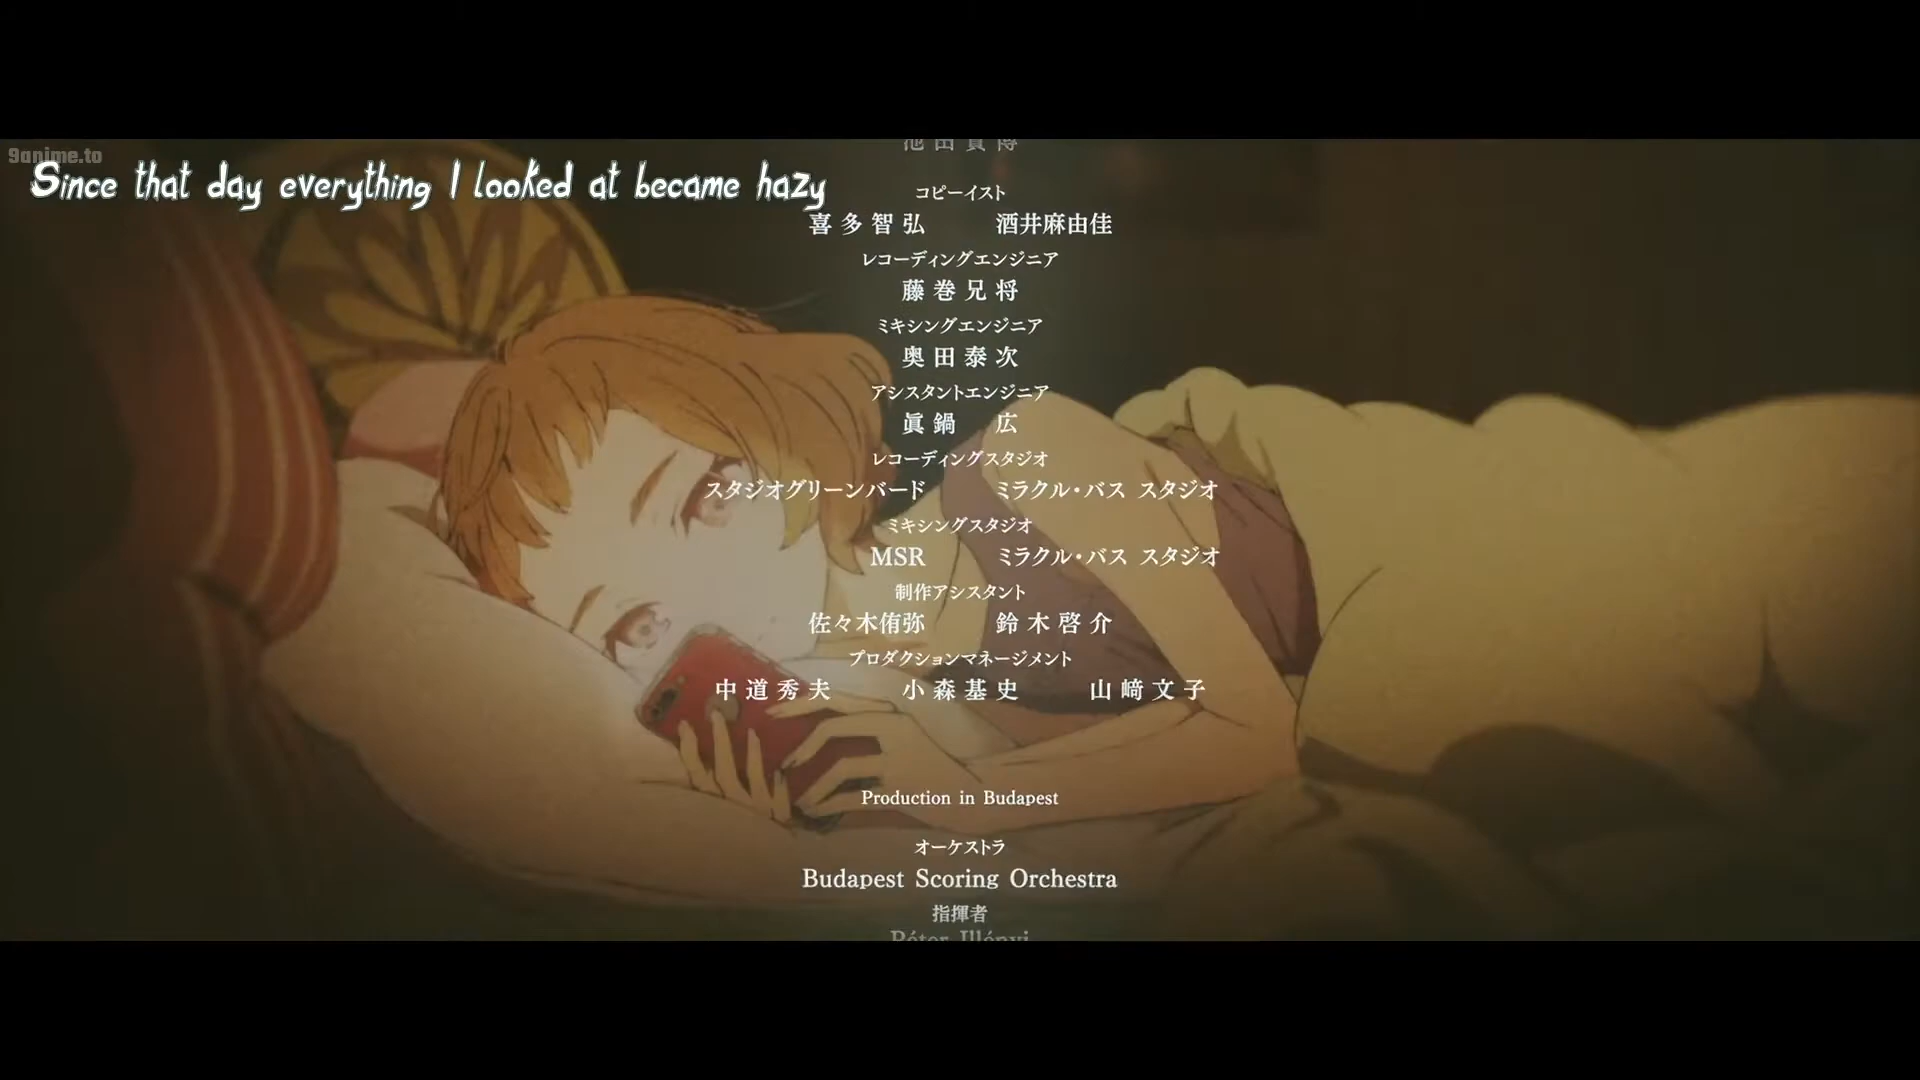 9anime.to
Since that day everything I looked at became hazy
コピーイスト
喜多智弘 酒井麻由佳
レコーディングエンジニア
藤巻兄将
ミキシングエンジニア
奥田泰次
アシスタントエンジニア
眞鍋 広
レコーディングスタジオ
スタジオグリーンバード ミラクル・バス スタジオ
ミキシングスタジオ
MSR ミラクル・バス スタジオ
制作アシスタント
佐々木侑弥 鈴木啓介
プロダクションマネージメント
中道秀夫 小森基史 山﨑文子
Production in Budapest
オーケストラ
Budapest Scoring Orchestra
指揮者